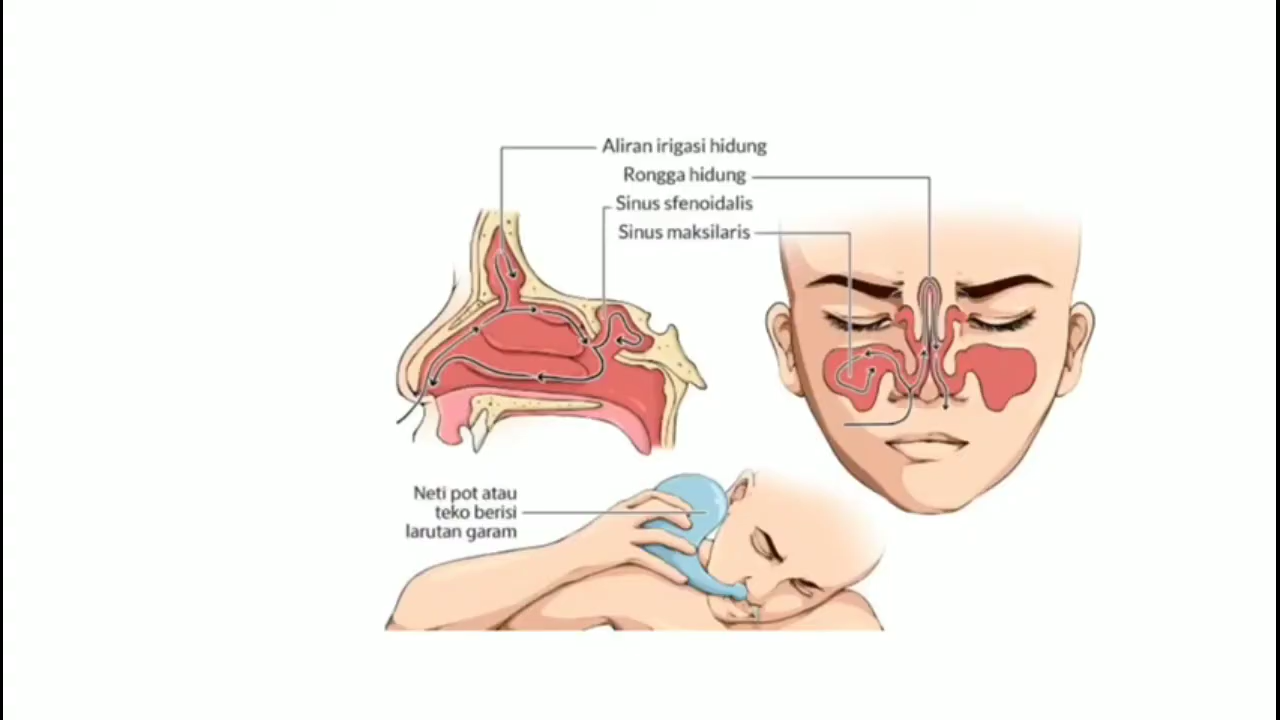 Aliran irigasi hidung
Rongga hidung
Sinus sfenoidalis
Sinus maksilaris
Neti pot atau
teko berisi
larutan garam